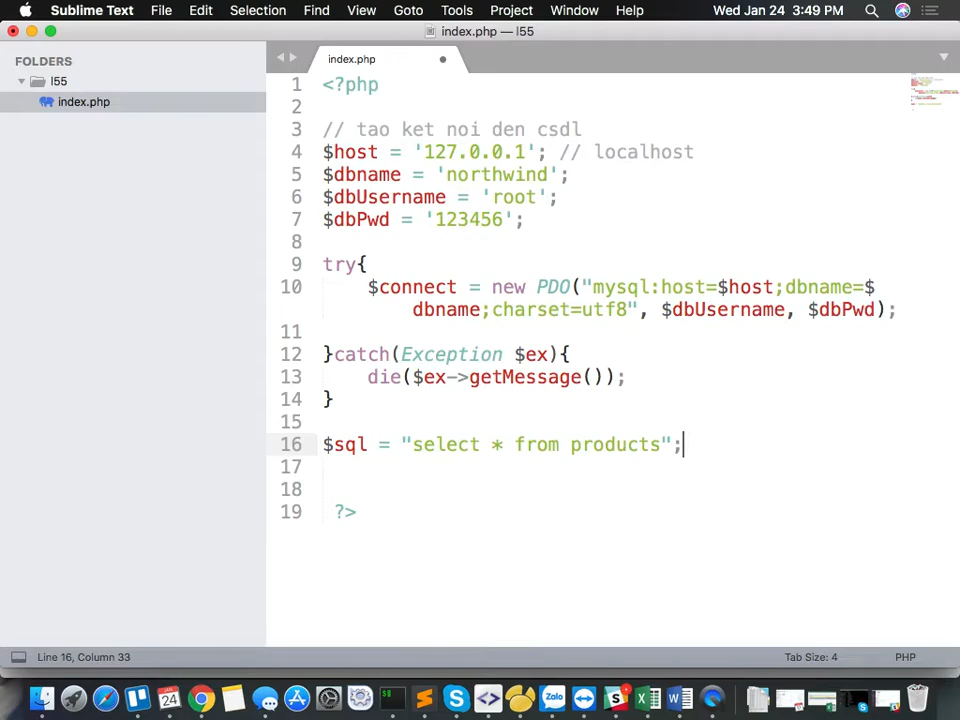 Sublime Text File Edit Selection Find View Goto Tools Project Window Help Wed Jan 24 3:49 PM
index.php — l55
FOLDERS
l55
index.php
index.php
1 <?php
2
3 // tao ket noi den csdl
4 $host = '127.0.0.1'; // localhost
5 $dbname = 'northwind';
6 $dbUsername = 'root';
7 $dbPwd = '123456';
8
9 try{
10 $connect = new PDO("mysql:host=$host;dbname=$
dbname;charset=utf8", $dbUsername, $dbPwd);
11
12 }catch(Exception $ex){
13 die($ex->getMessage());
14 }
15
16 $sql = "select * from products";
17
18
19 ?>
Line 16, Column 33 Tab Size: 4 PHP
JAN
24
Zalo